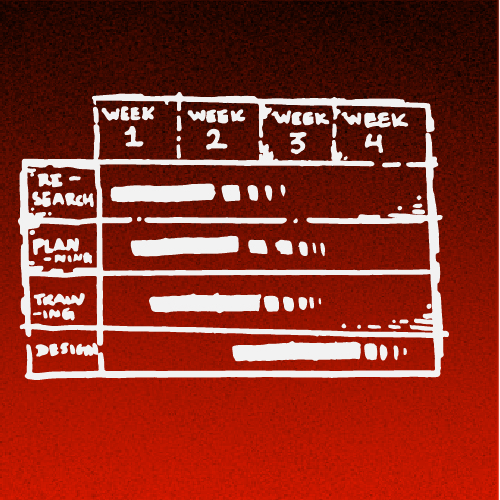 WEEK WEEK WEEK WEEK
1 2 3 4
RE-
SEARCH
PLAN
-NING
TRAIN
-ING
DESIGN